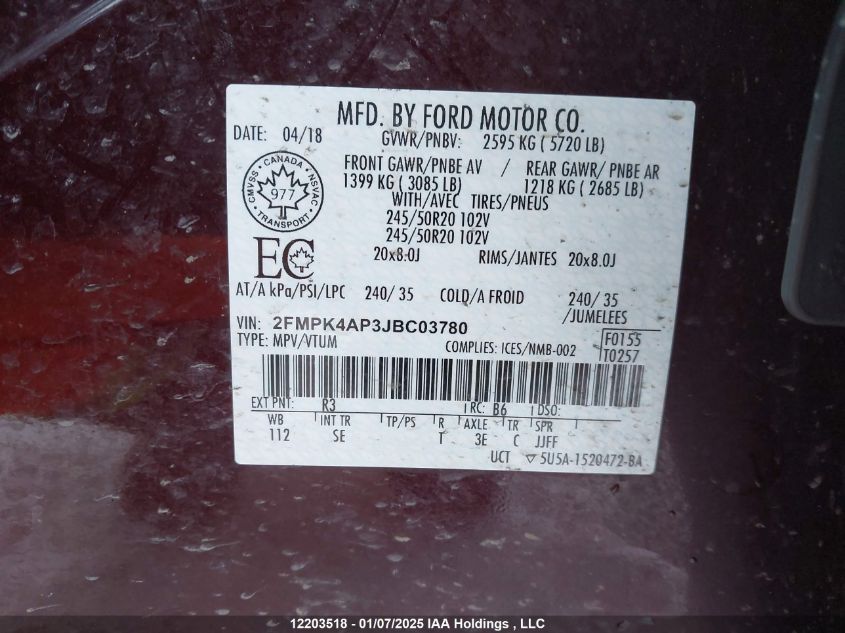 MFD. BY FORD MOTOR CO.
DATE: 04/18
GVWR/PNBV: 2595 KG ( 5720 LB)
FRONT GAWR/PNBE AV / REAR GAWR/ PNBE AR
1399 KG ( 3085 LB) 1218 KG ( 2685 LB)
WITH/AVEC TIRES/PNEUS
245/50R20 102V
245/50R20 102V
20x8.0J RIMS/JANTES 20x8.0J
CANADA
CMVSS NSVAC
977
TRANSPORT
EC
AT/A kPa/PSI/LPC 240/ 35 COLD/A FROID 240/ 35
/JUMELEES
VIN: 2FMPK4AP3JBC03780
TYPE: MPV/VTUM COMPLIES: ICES/NMB-002
F0155
T0257
EXT PNT: R3 RC: B6 DSO:
WB INT TR TP/PS R AXLE TR SPR
112 SE T 3E C JJFF
UCT ▽ 5U5A-1520472-BA
12203518 - 01/07/2025 IAA Holdings , LLC